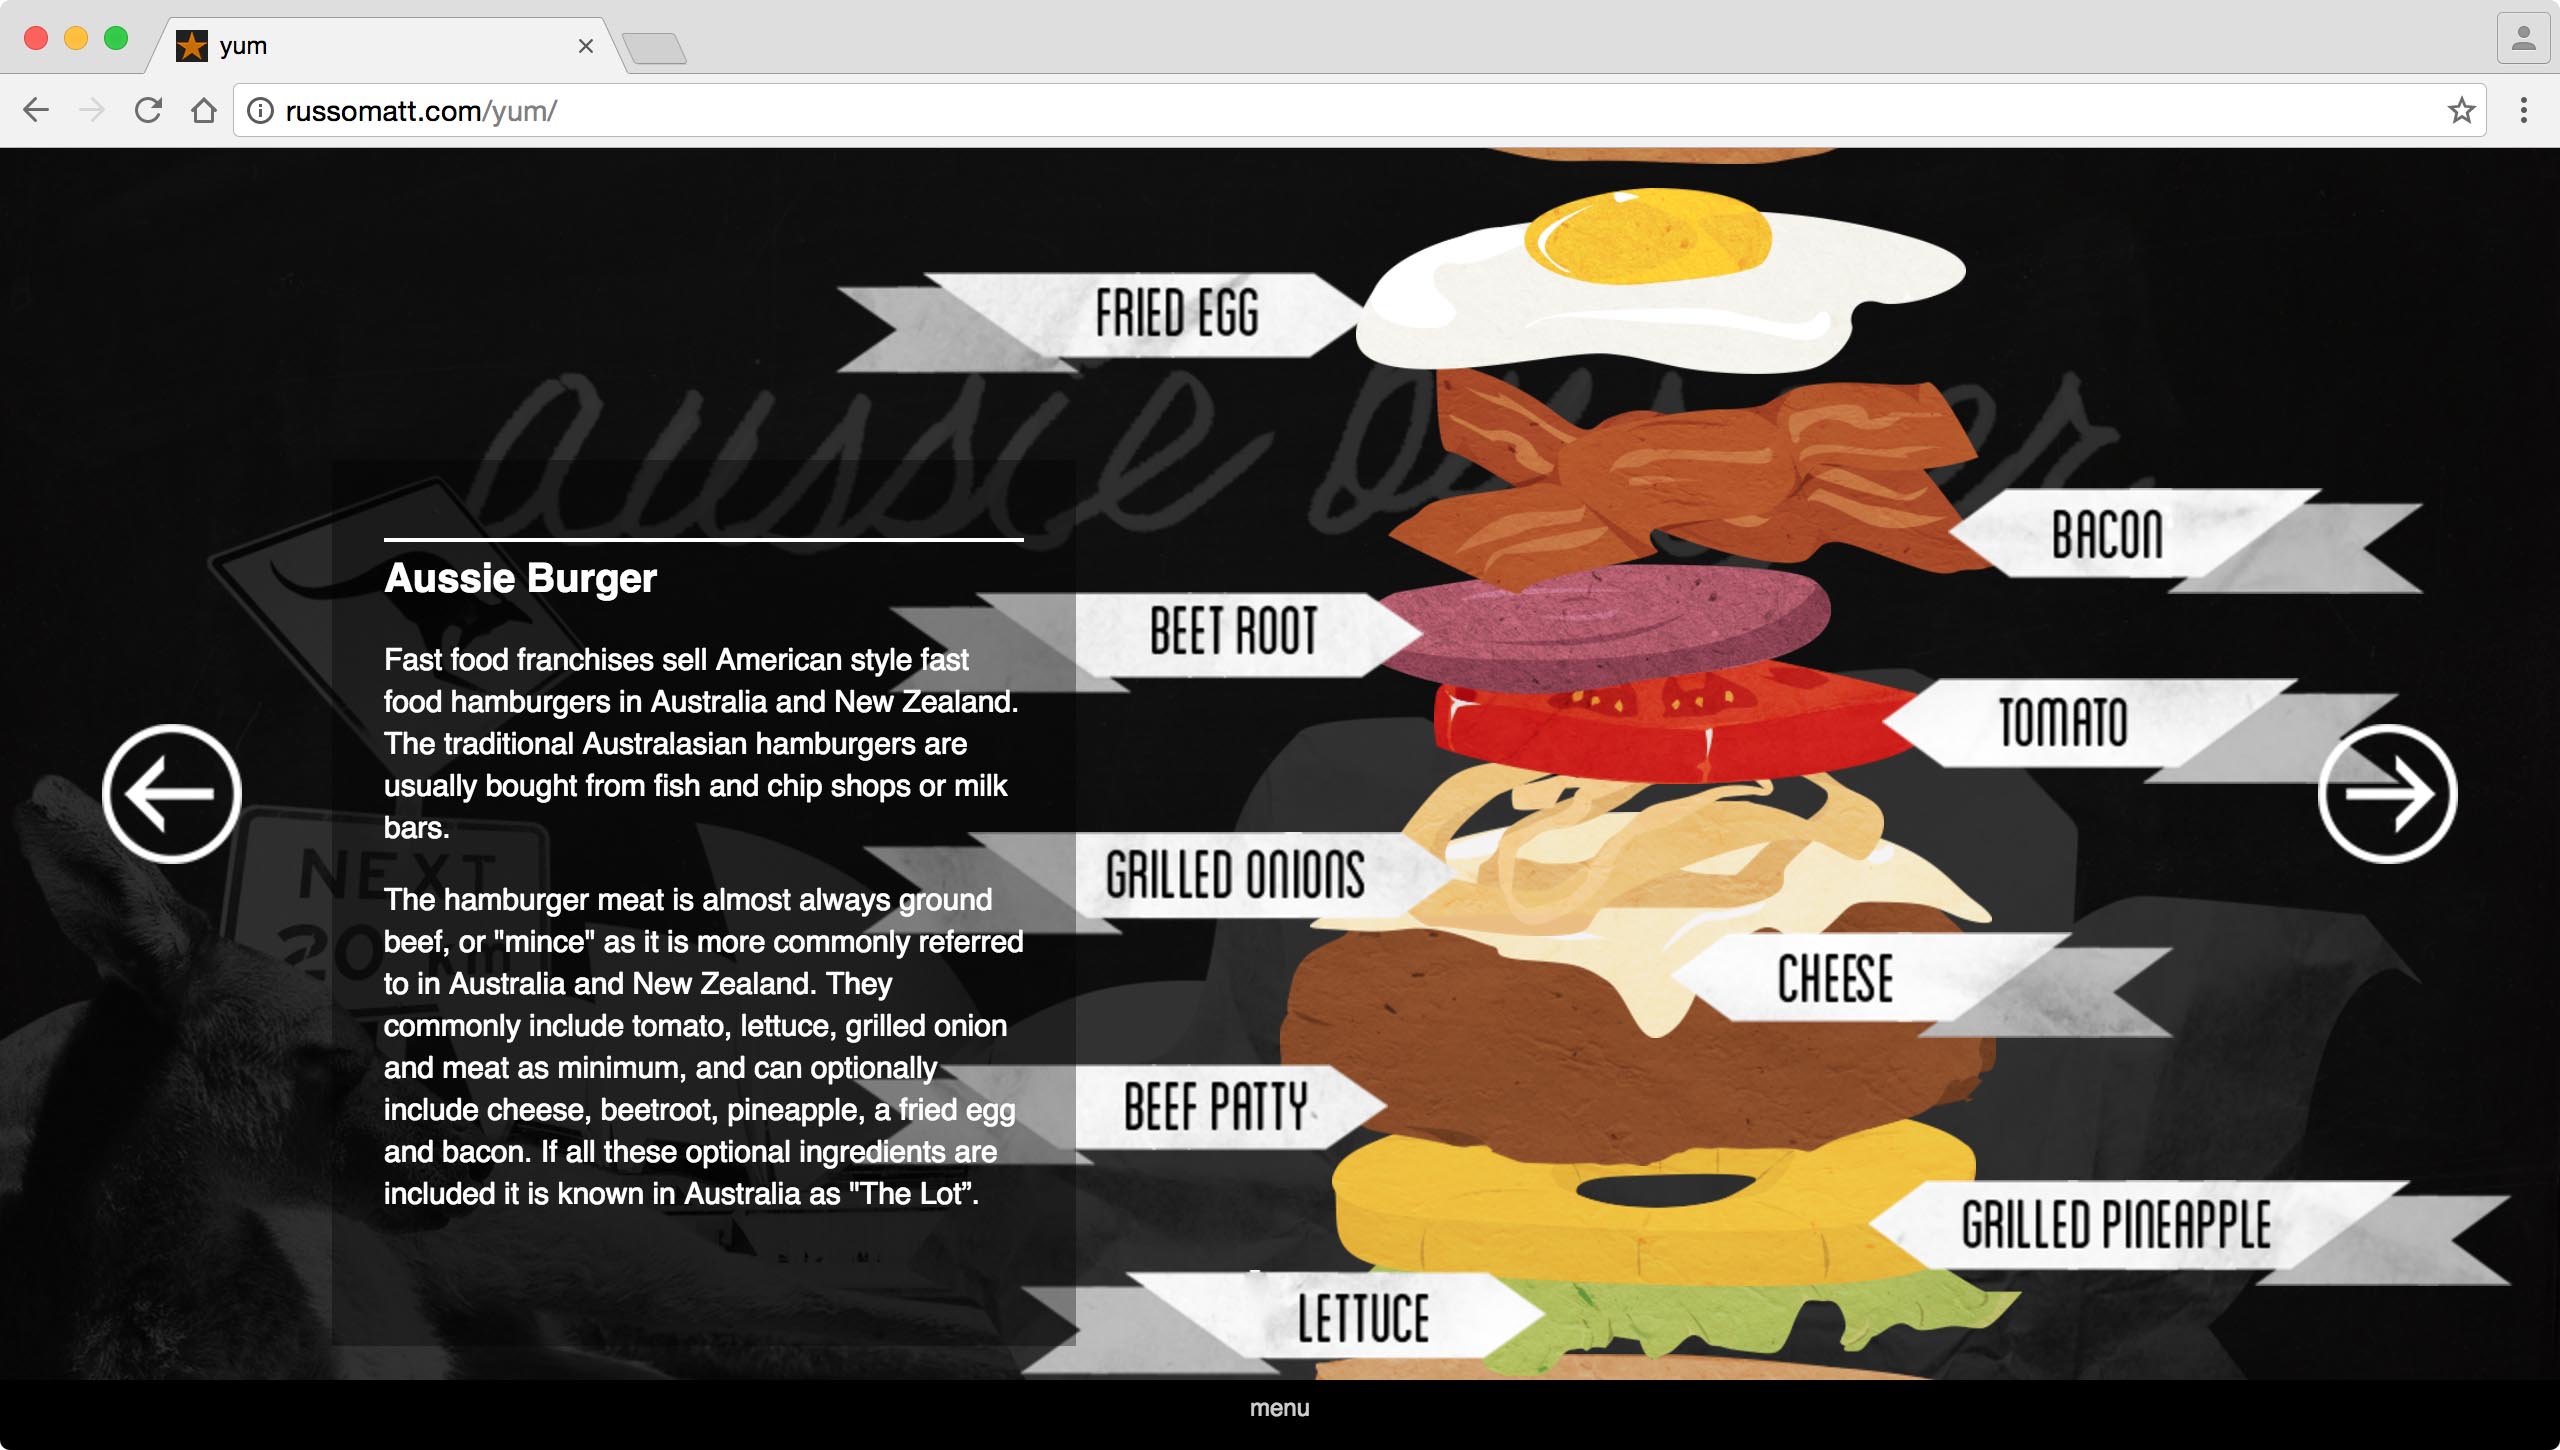 yum
russomatt.com/yum/
FRIED EGG
aussie burger
BACON
Aussie Burger
BEET ROOT
Fast food franchises sell American style fast
food hamburgers in Australia and New Zealand.
The traditional Australasian hamburgers are
usually bought from fish and chip shops or milk
bars.
TOMATO
NEXT
20 km
GRILLED ONIONS
The hamburger meat is almost always ground
beef, or "mince" as it is more commonly referred
to in Australia and New Zealand. They
commonly include tomato, lettuce, grilled onion
and meat as minimum, and can optionally
include cheese, beetroot, pineapple, a fried egg
and bacon. If all these optional ingredients are
included it is known in Australia as "The Lot”.
CHEESE
BEEF PATTY
GRILLED PINEAPPLE
LETTUCE
menu